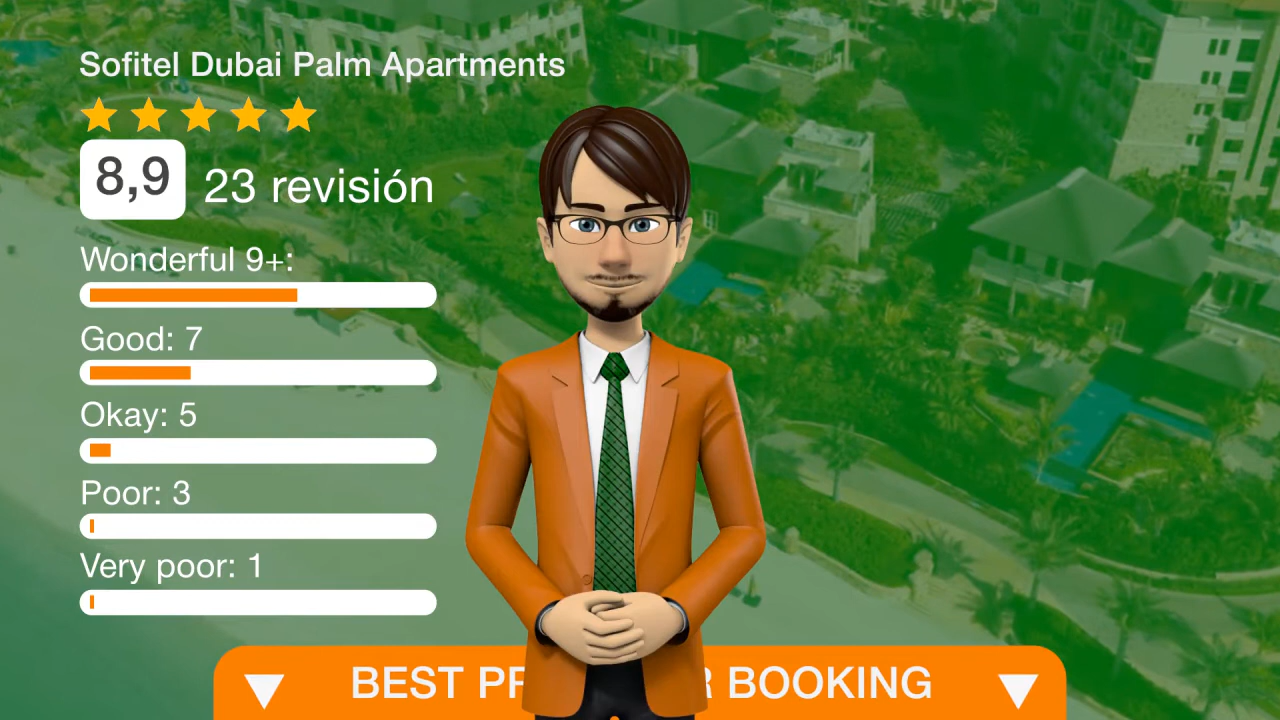 Sofitel Dubai Palm Apartments
8,9
23 revisión
Wonderful 9+:
Good: 7
Okay: 5
Poor: 3
Very poor: 1
BEST BOOKING